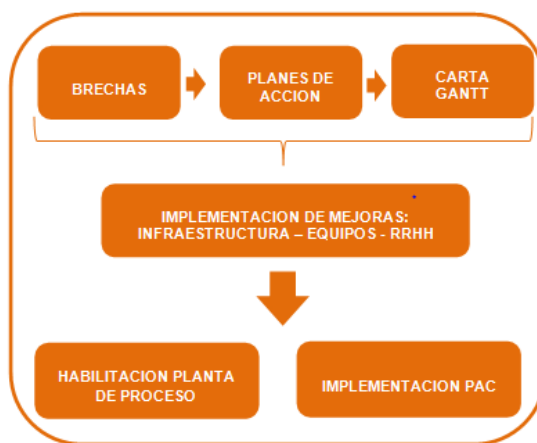 BRECHAS
PLANES DE
ACCION
CARTA
GANTT
IMPLEMENTACION DE MEJORAS:
INFRAESTRUCTURA – EQUIPOS - RRHH
HABILITACION PLANTA
DE PROCESO
IMPLEMENTACION PAC